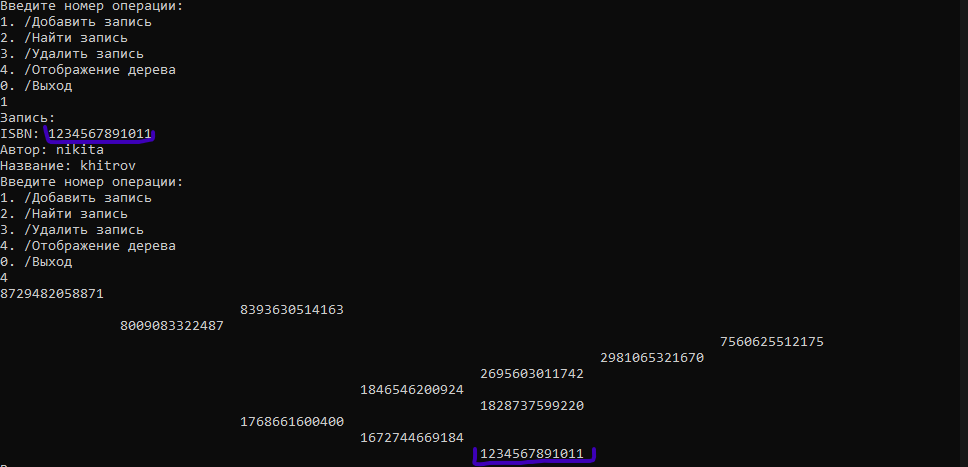 Введите номер операции:
1. /Добавить запись
2. /Найти запись
3. /Удалить запись
4. /Отображение дерева
0. /Выход
1
Запись:
ISBN: 1234567891011
Автор: nikita
Название: khitrov
Введите номер операции:
1. /Добавить запись
2. /Найти запись
3. /Удалить запись
4. /Отображение дерева
0. /Выход
4
8729482058871
8393630514163
8009083322487
7560625512175
2981065321670
2695603011742
1846546200924
1828737599220
1768661600400
1672744669184
1234567891011